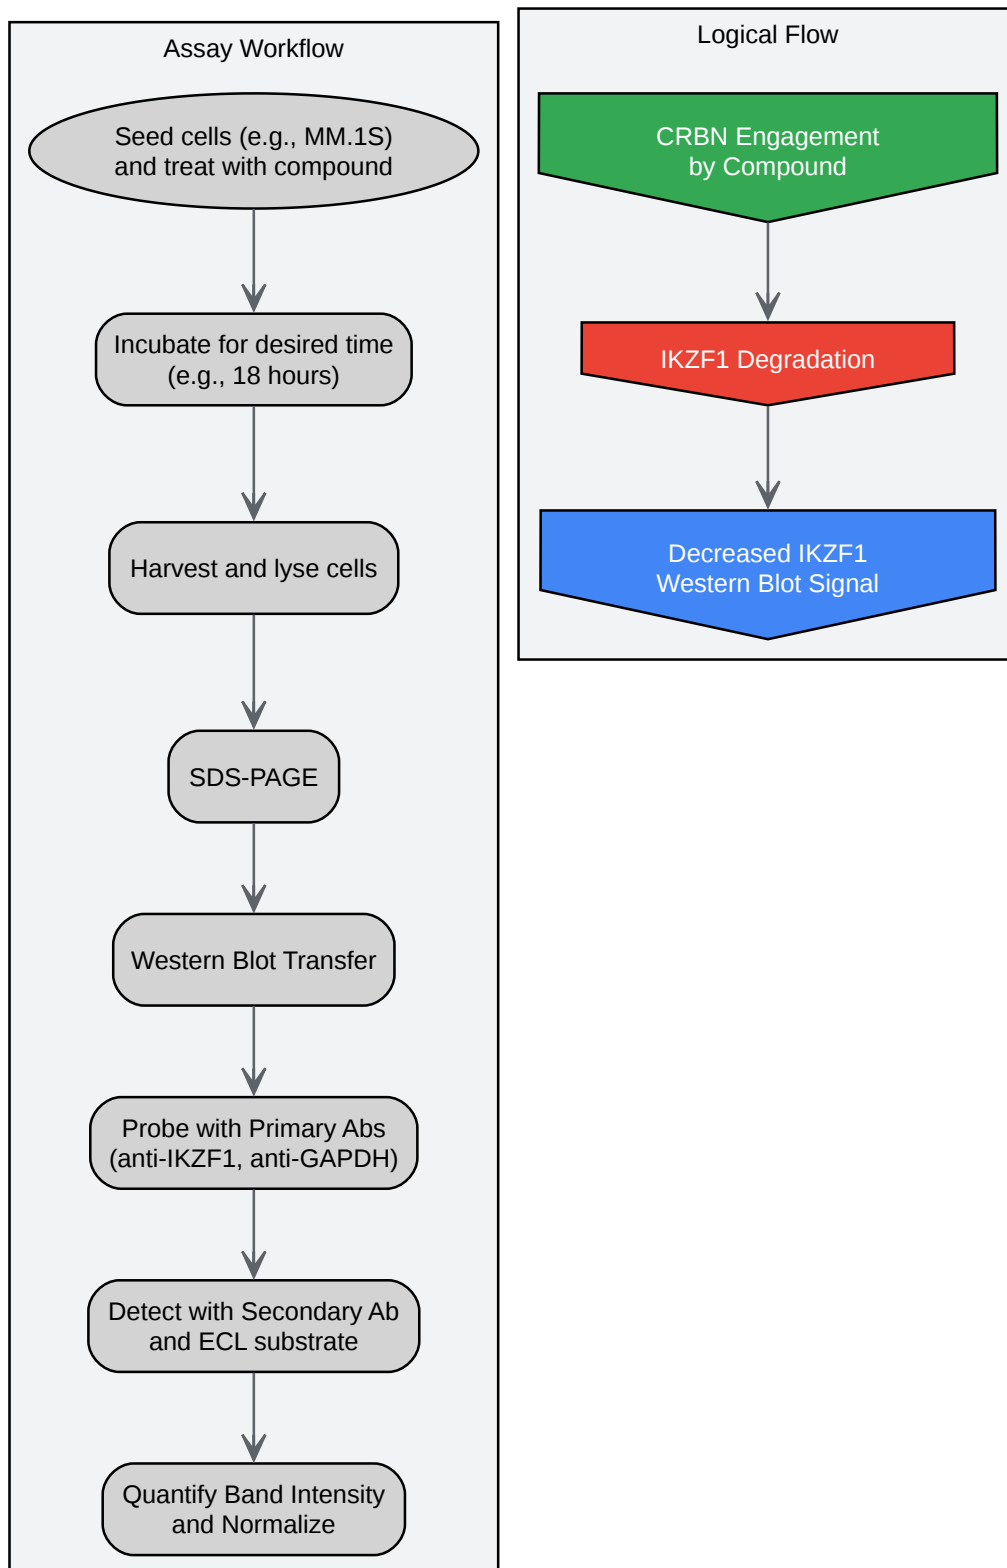 Assay Workflow
Seed cells (e.g., MM.1S)
and treat with compound
Incubate for desired time
(e.g., 18 hours)
Harvest and lyse cells
SDS-PAGE
Western Blot Transfer
Probe with Primary Abs
(anti-IKZF1, anti-GAPDH)
Detect with Secondary Ab
and ECL substrate
Quantify Band Intensity
and Normalize
Logical Flow
CRBN Engagement
by Compound
IKZF1 Degradation
Decreased IKZF1
Western Blot Signal